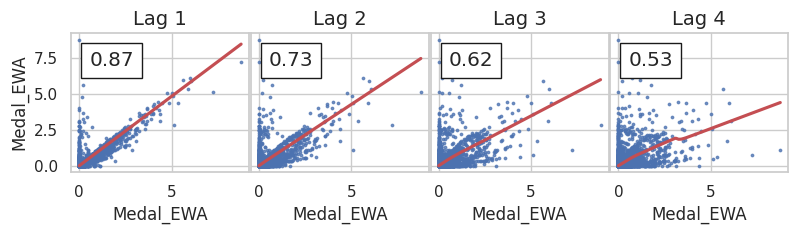 Lag 1 Lag 2 Lag 3 Lag 4
0.87 0.73 0.62 0.53
7.5
5.0
2.5
0.0
Medal_EWA
0 5 0 5 0 5 0 5
Medal_EWA Medal_EWA Medal_EWA Medal_EWA